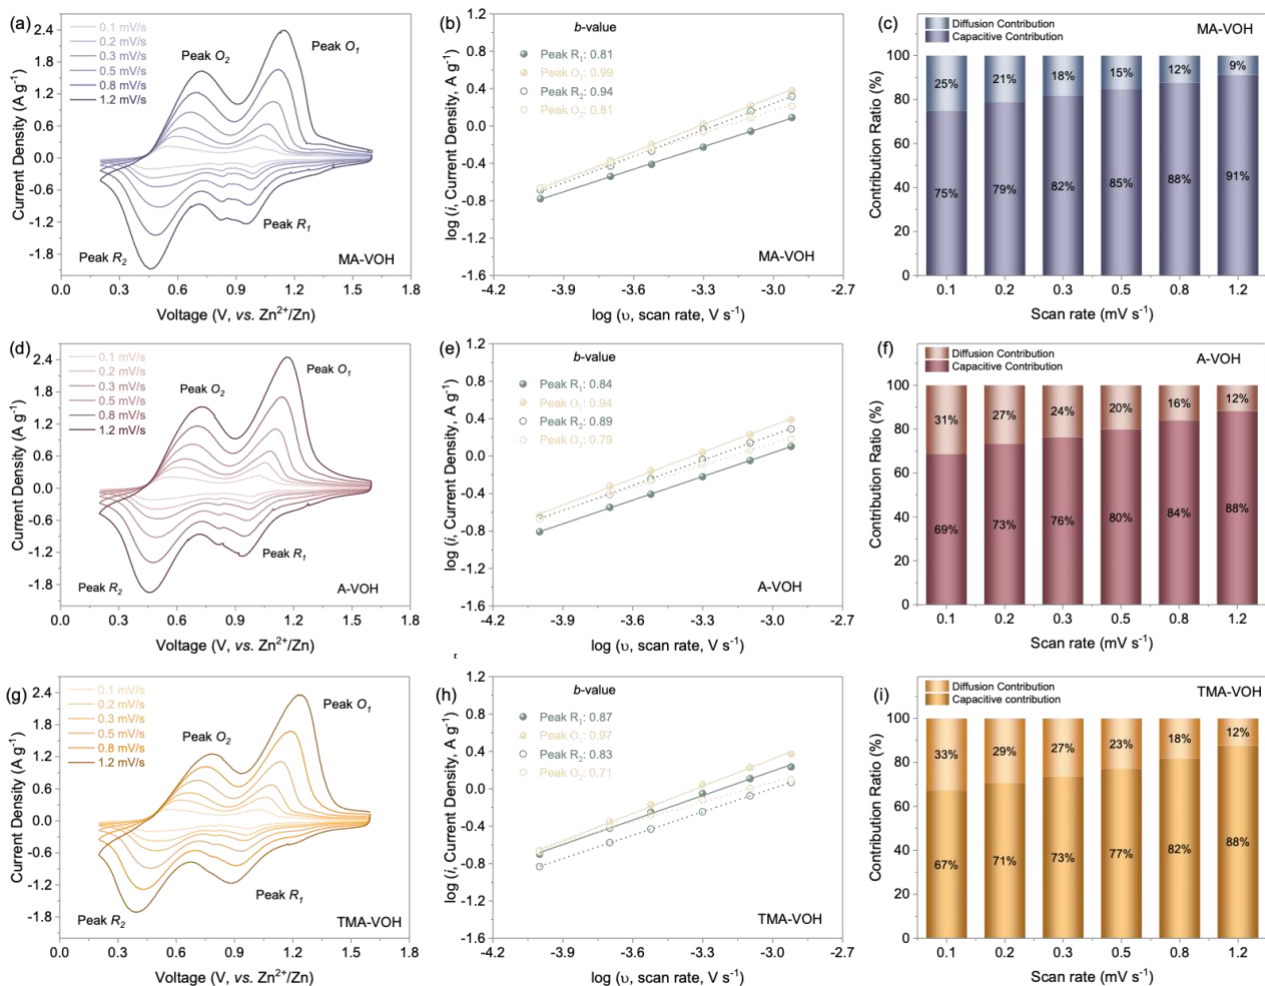 (a)
0.1 mV/s
0.2 mV/s
0.3 mV/s
0.5 mV/s
0.8 mV/s
1.2 mV/s
Peak O2
Peak O1
Peak R1
Peak R2
MA-VOH
2.4
1.8
1.2
0.6
0.0
-0.6
-1.2
-1.8
Current Density (A g⁻¹)
0.0 0.3 0.6 0.9 1.2 1.5 1.8
Voltage (V, vs. Zn²⁺/Zn)
(b)
b-value
Peak R1: 0.81
Peak O1: 0.99
Peak R2: 0.94
Peak O2: 0.81
MA-VOH
1.2
0.8
0.4
0.0
-0.4
-0.8
-1.2
-1.6
log (i, Current Density, A g⁻¹)
-4.2 -3.9 -3.6 -3.3 -3.0 -2.7
log (υ, scan rate, V s⁻¹)
(c)
Diffusion Contribution
Capacitive Contribution
MA-VOH
100
80
60
40
20
0
Contribution Ratio (%)
25% 21% 18% 15% 12% 9%
75% 79% 82% 85% 88% 91%
0.1 0.2 0.3 0.5 0.8 1.2
Scan rate (mV s⁻¹)
(d)
0.1 mV/s
0.2 mV/s
0.3 mV/s
0.5 mV/s
0.8 mV/s
1.2 mV/s
Peak O2
Peak O1
Peak R1
Peak R2
A-VOH
2.4
1.8
1.2
0.6
0.0
-0.6
-1.2
-1.8
Current Density (A g⁻¹)
0.0 0.3 0.6 0.9 1.2 1.5 1.8
Voltage (V, vs. Zn²⁺/Zn)
(e)
b-value
Peak R1: 0.84
Peak O1: 0.94
Peak R2: 0.89
Peak O2: 0.79
A-VOH
1.2
0.8
0.4
0.0
-0.4
-0.8
-1.2
-1.6
log (i, Current Density, A g⁻¹)
-4.2 -3.9 -3.6 -3.3 -3.0 -2.7
log (υ, scan rate, V s⁻¹)
(f)
Diffusion Contribution
Capacitive Contribution
A-VOH
100
80
60
40
20
0
Contribution Ratio (%)
31% 27% 24% 20% 16% 12%
69% 73% 76% 80% 84% 88%
0.1 0.2 0.3 0.5 0.8 1.2
Scan rate (mV s⁻¹)
(g)
0.1 mV/s
0.2 mV/s
0.3 mV/s
0.5 mV/s
0.8 mV/s
1.2 mV/s
Peak O2
Peak O1
Peak R1
Peak R2
TMA-VOH
2.4
1.8
1.2
0.6
0.0
-0.6
-1.2
-1.8
Current Density (A g⁻¹)
0.0 0.3 0.6 0.9 1.2 1.5 1.8
Voltage (V, vs. Zn²⁺/Zn)
(h)
b-value
Peak R1: 0.87
Peak O1: 0.97
Peak R2: 0.83
Peak O2: 0.71
TMA-VOH
1.2
0.8
0.4
0.0
-0.4
-0.8
-1.2
-1.6
log (i, Current Density, A g⁻¹)
-4.2 -3.9 -3.6 -3.3 -3.0 -2.7
log (υ, scan rate, V s⁻¹)
(i)
Diffusion Contribution
Capacitive contribution
TMA-VOH
100
80
60
40
20
0
Contribution Ratio (%)
33% 29% 27% 23% 18% 12%
67% 71% 73% 77% 82% 88%
0.1 0.2 0.3 0.5 0.8 1.2
Scan rate (mV s⁻¹)